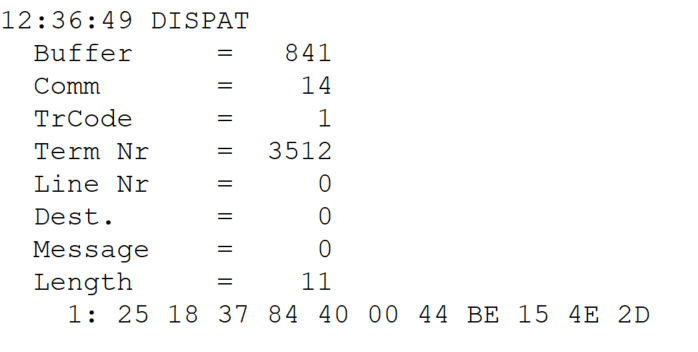 12:36:49 DISPAT
  Buffer     =   841
  Comm       =    14
  TrCode     =     1
  Term Nr    =  3512
  Line Nr    =     0
  Dest.      =     0
  Message    =     0
  Length     =    11
    1: 25 18 37 84 40 00 44 BE 15 4E 2D